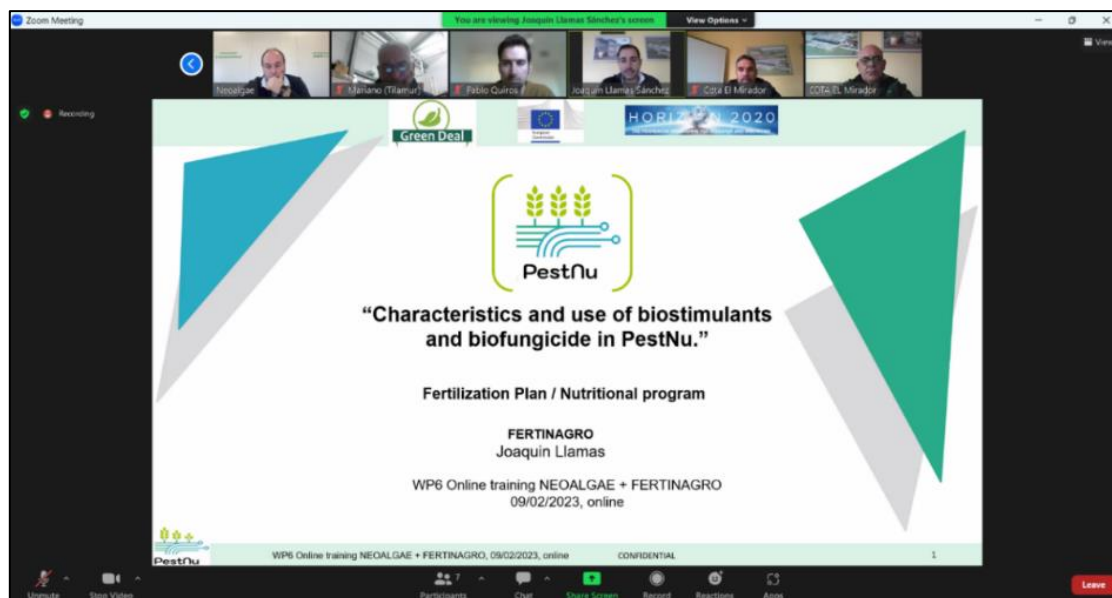 Zoom Meeting
You are viewing Joaquin Llamas Sánchez's screen
View Options
View
Neoalgae
Mariano (Tilamur)
Pablo Quiros
Joaquin Llamas Sánchez
Cota El Mirador
COTA EL Mirador
Recording
Green Deal
European
Commission
HORIZON 2020
PestNu
“Characteristics and use of biostimulants
and biofungicide in PestNu.”
Fertilization Plan / Nutritional program
FERTINAGRO
Joaquin Llamas
WP6 Online training NEOALGAE + FERTINAGRO
09/02/2023, online
PestNu
WP6 Online training NEOALGAE + FERTINAGRO, 09/02/2023, online
CONFIDENTIAL
1
Unmute
Stop Video
7
Participants
Chat
Share Screen
Record
Reactions
Apps
Leave